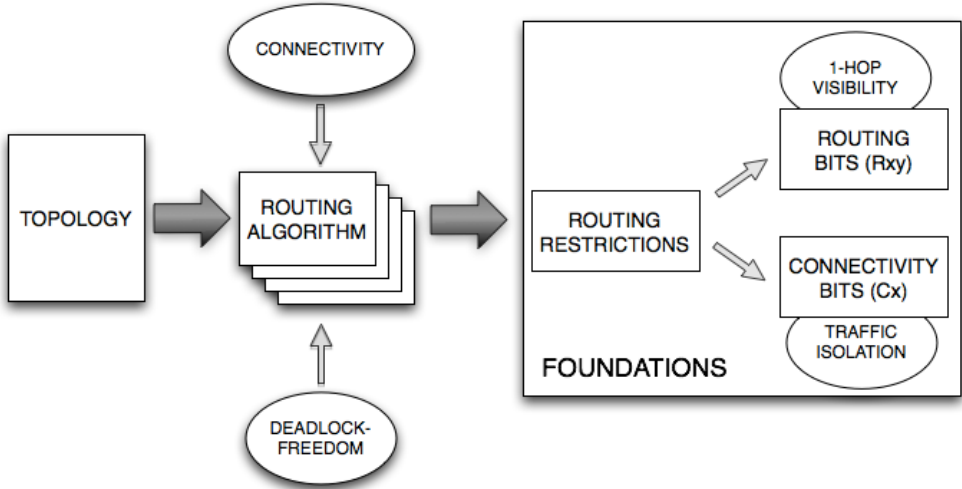 CONNECTIVITY
TOPOLOGY
ROUTING
ALGORITHM
DEADLOCK-
FREEDOM
ROUTING
RESTRICTIONS
1-HOP
VISIBILITY
ROUTING
BITS (Rxy)
CONNECTIVITY
BITS (Cx)
TRAFFIC
ISOLATION
FOUNDATIONS